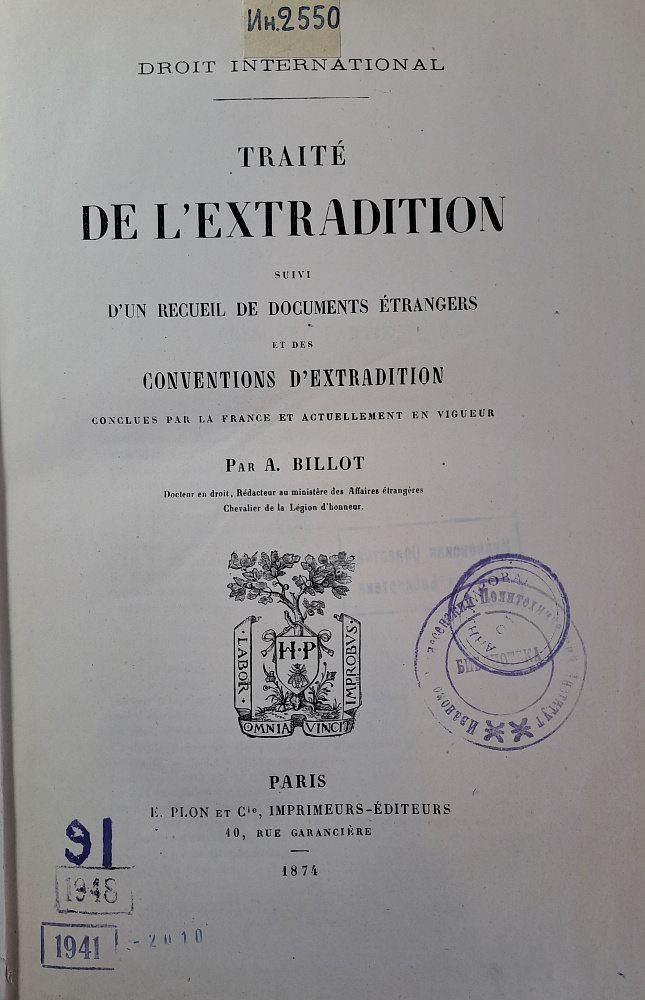 Ин.2550
DROIT INTERNATIONAL
TRAITÉ
DE L'EXTRADITION
SUIVI
D'UN RECUEIL DE DOCUMENTS ÉTRANGERS
ET DES
CONVENTIONS D'EXTRADITION
CONCLUES PAR LA FRANCE ET ACTUELLEMENT EN VIGUEUR
PAR A. BILLOT
Docteur en droit, Rédacteur au ministère des Affaires étrangères
Chevalier de la Légion d'honneur.
LABOR
H·P
IMPROBVS
OMNIA VINCIT
БИБЛИОТЕКА
PARIS
E. PLON ET Cie, IMPRIMEURS-ÉDITEURS
10, RUE GARANCIÈRE
1874
91
1948
1941
-2010